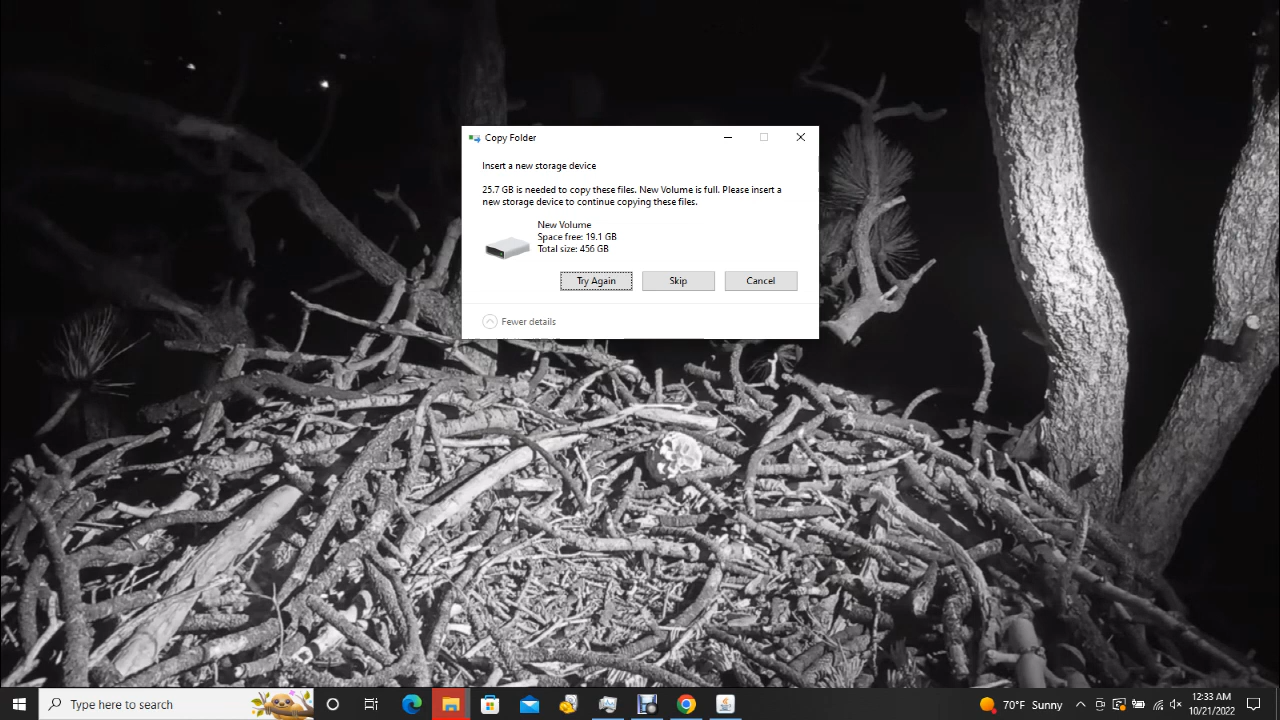 Copy Folder
Insert a new storage device
25.7 GB is needed to copy these files. New Volume is full. Please insert a
new storage device to continue copying these files.
New Volume
Space free: 19.1 GB
Total size: 456 GB
Try Again
Skip
Cancel
Fewer details
Type here to search
70°F Sunny
12:33 AM
10/21/2022